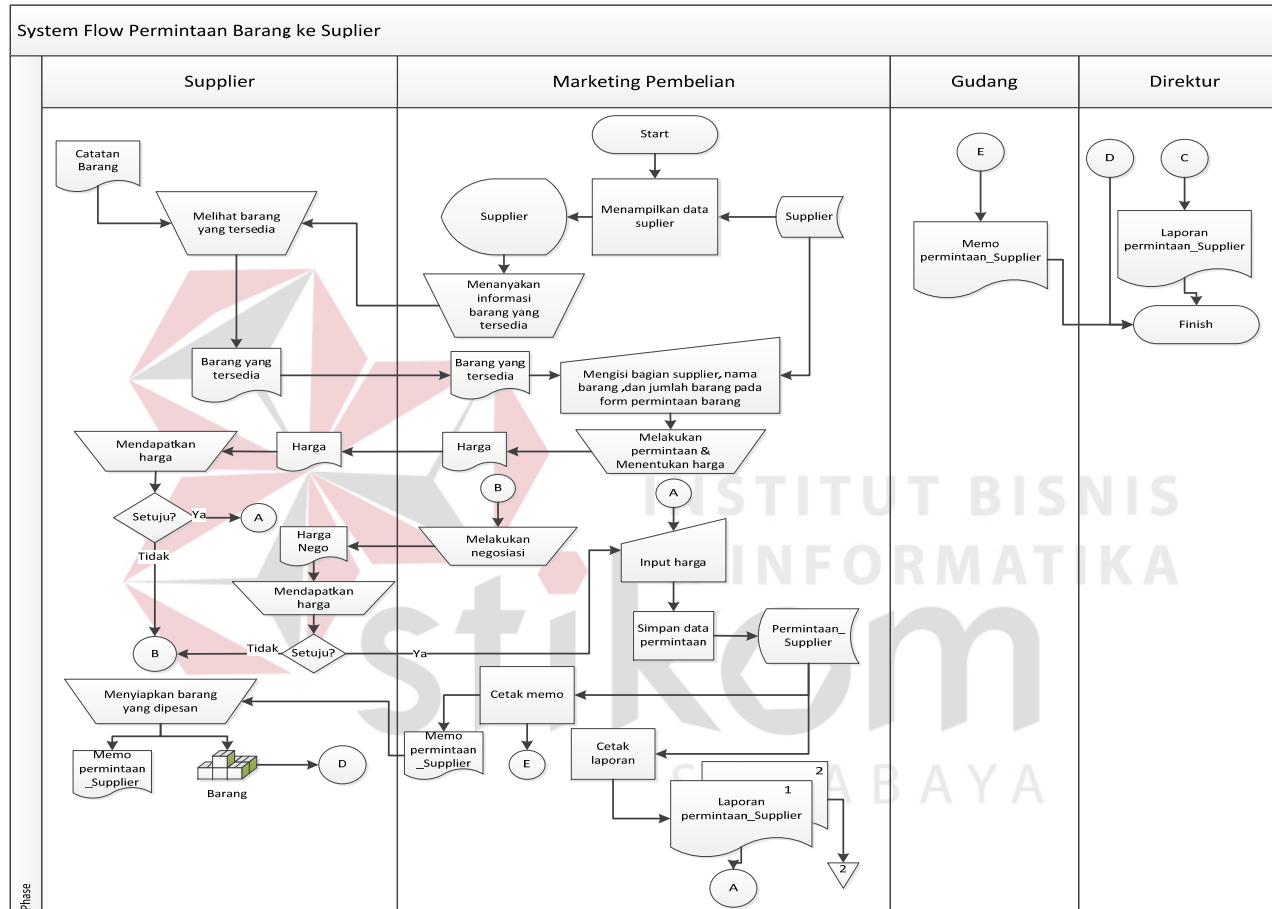 System Flow Permintaan Barang ke Suplier
Supplier
Marketing Pembelian
Gudang
Direktur
Phase
Start
Catatan
Barang
Melihat barang
yang tersedia
Supplier
Menampilkan data
suplier
Supplier
E
D
C
Memo
permintaan_Supplier
Laporan
permintaan_Supplier
Finish
Menanyakan
informasi
barang yang
tersedia
Barang yang
tersedia
Barang yang
tersedia
Mengisi bagian supplier, nama
barang ,dan jumlah barang pada
form permintaan barang
Mendapatkan
harga
Harga
Harga
Melakukan
permintaan &
Menentukan harga
Setuju?
Ya
A
Tidak
B
A
Harga
Nego
Melakukan
negosiasi
Input harga
Mendapatkan
harga
Simpan data
permintaan
Permintaan_
Supplier
B
Tidak
Setuju?
Ya
Menyiapkan barang
yang dipesan
Cetak memo
Memo
permintaan
_Supplier
Barang
D
Memo
permintaan
_Supplier
E
Cetak
laporan
2
1
Laporan
permintaan_Supplier
A
2
INSTITUT BISNIS
INFORMATIKA
stikom
SURABAYA